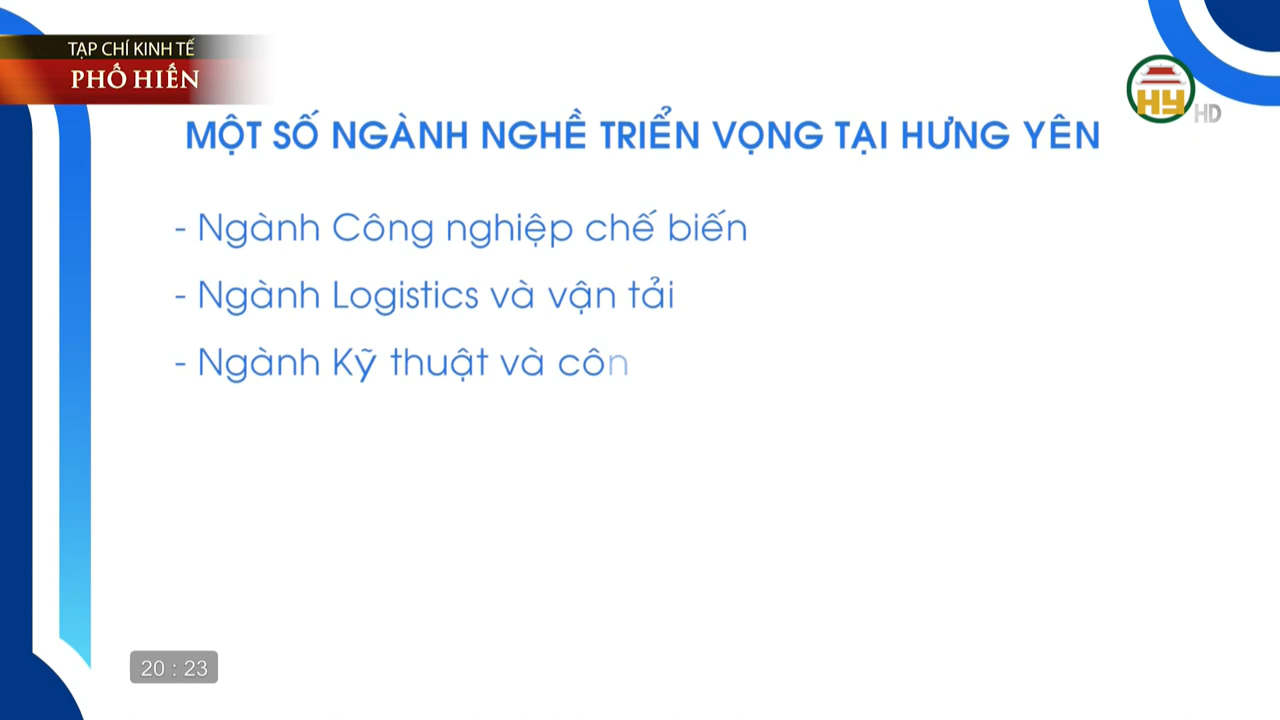 TẠP CHÍ KINH TẾ
PHỐ HIẾN
HY HD
MỘT SỐ NGÀNH NGHỀ TRIỂN VỌNG TẠI HƯNG YÊN
- Ngành Công nghiệp chế biến
- Ngành Logistics và vận tải
- Ngành Kỹ thuật và côn
20 : 23